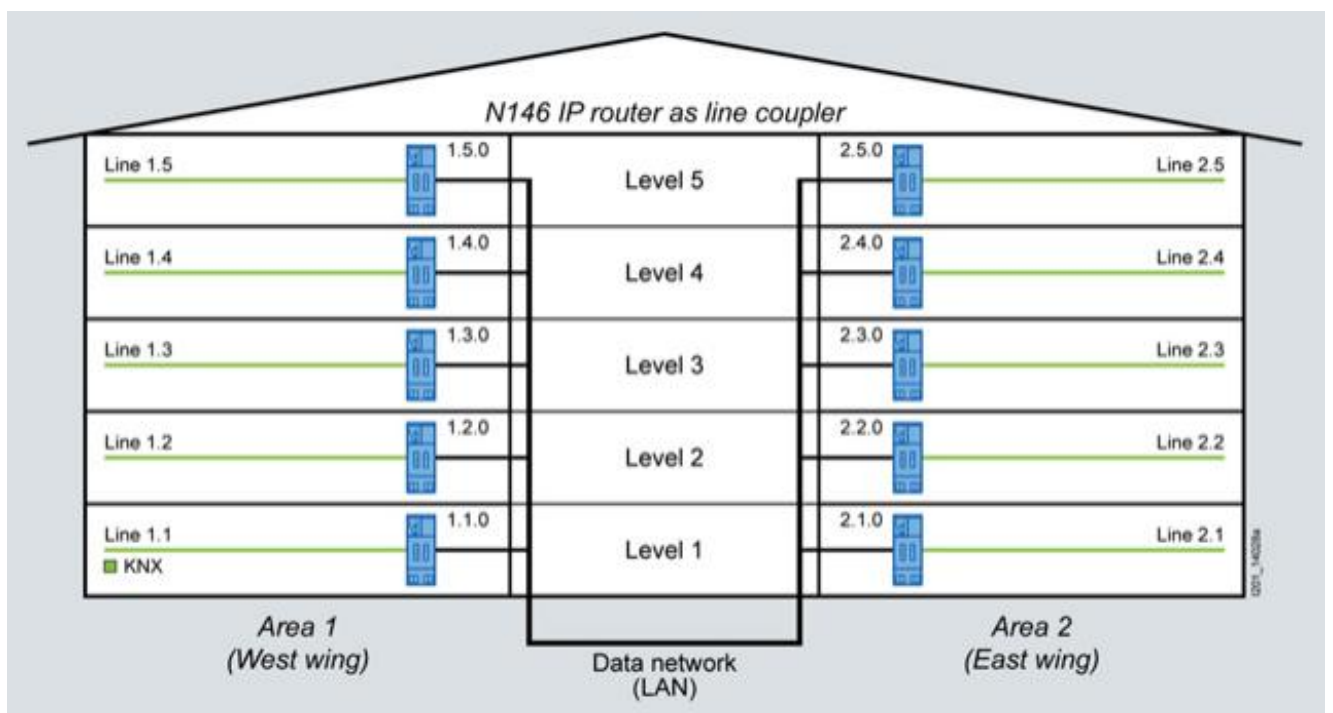 N146 IP router as line coupler
Line 1.5
1.5.0
Level 5
2.5.0
Line 2.5
Line 1.4
1.4.0
Level 4
2.4.0
Line 2.4
Line 1.3
1.3.0
Level 3
2.3.0
Line 2.3
Line 1.2
1.2.0
Level 2
2.2.0
Line 2.2
Line 1.1
1.1.0
Level 1
2.1.0
Line 2.1
KNX
I201_14028a
Area 1
(West wing)
Data network
(LAN)
Area 2
(East wing)